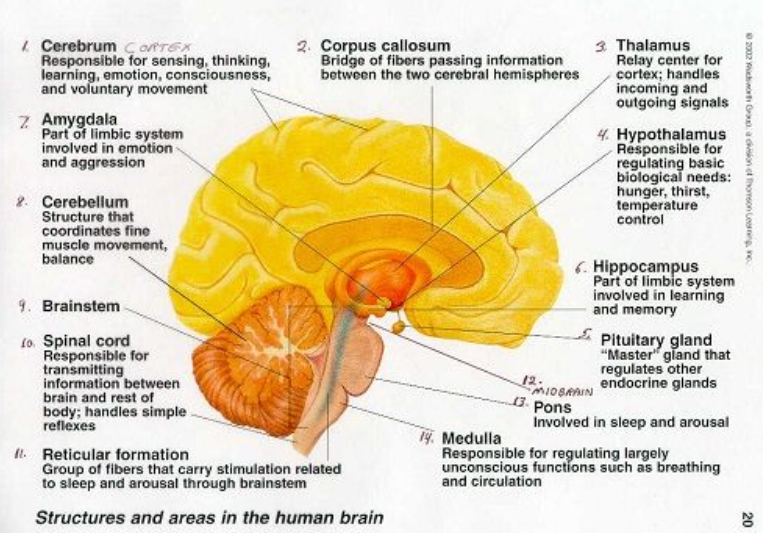 1. Cerebrum CORTEX
Responsible for sensing, thinking,
learning, emotion, consciousness,
and voluntary movement
2. Corpus callosum
Bridge of fibers passing information
between the two cerebral hemispheres
3. Thalamus
Relay center for
cortex; handles
incoming and
outgoing signals
7. Amygdala
Part of limbic system
involved in emotion
and aggression
4. Hypothalamus
Responsible for
regulating basic
biological needs:
hunger, thirst,
temperature
control
8. Cerebellum
Structure that
coordinates fine
muscle movement,
balance
6. Hippocampus
Part of limbic system
involved in learning
and memory
9. Brainstem
5. Pituitary gland
"Master" gland that
regulates other
endocrine glands
10. Spinal cord
Responsible for
transmitting
information between
brain and rest of
body; handles simple
reflexes
12. MIDBRAIN
13. Pons
Involved in sleep and arousal
14. Medulla
Responsible for regulating largely
unconscious functions such as breathing
and circulation
11. Reticular formation
Group of fibers that carry stimulation related
to sleep and arousal through brainstem
Structures and areas in the human brain
© 2002 Wadsworth Group, a division of Thomson Learning, Inc.
20